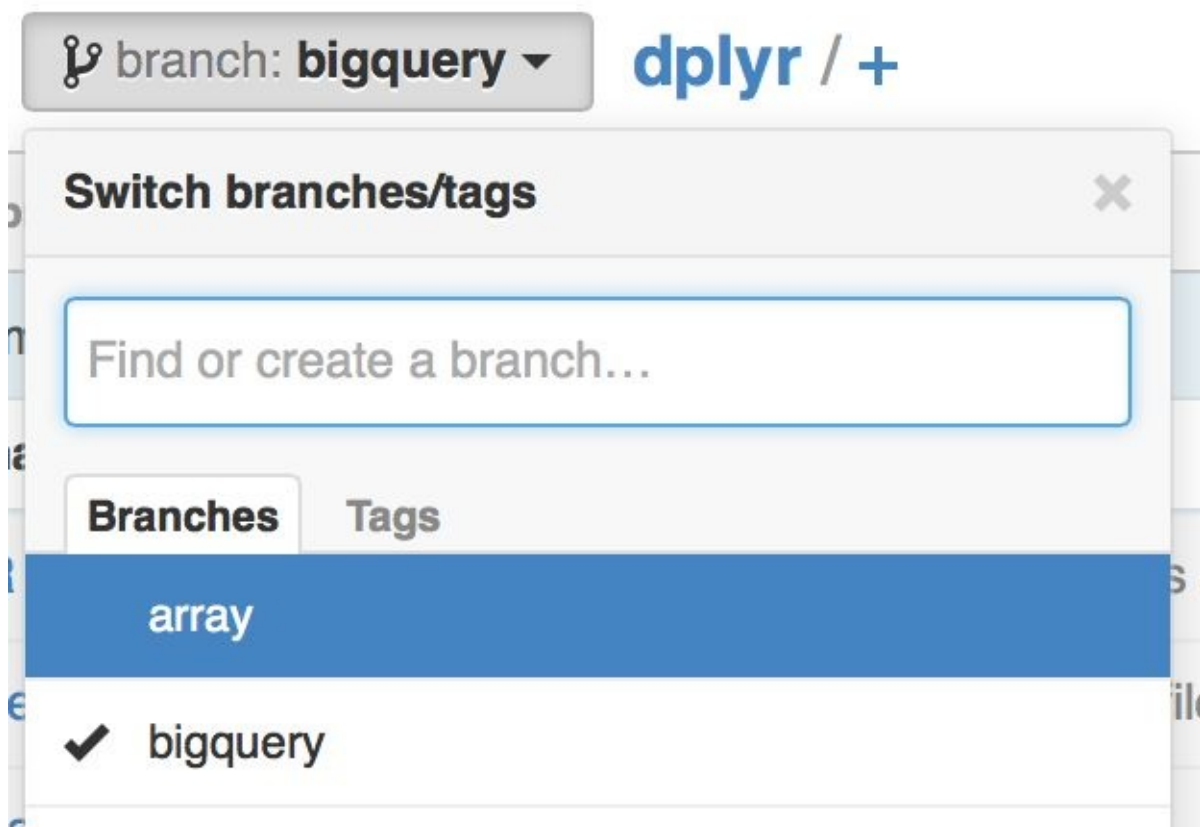 branch: bigquery dplyr / +
Switch branches/tags
Find or create a branch…
Branches Tags
array
bigquery